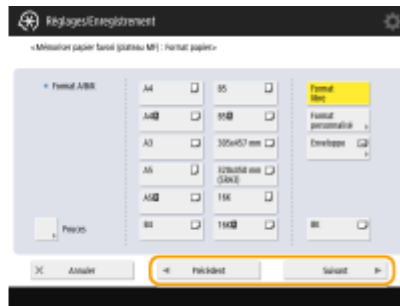 Réglages/Enregistrement
<Mémoriser papier favori (plateau MF) : Format papier>
Format A/B/K
A4
B5
Format libre
A4R
B5R
Format personnalisé
A3
305x457 mm
Enveloppe
A5
320x450 mm (SRA3)
A5R
16K
Pouces
B4
16KR
Annuler
Précédent
Suivant